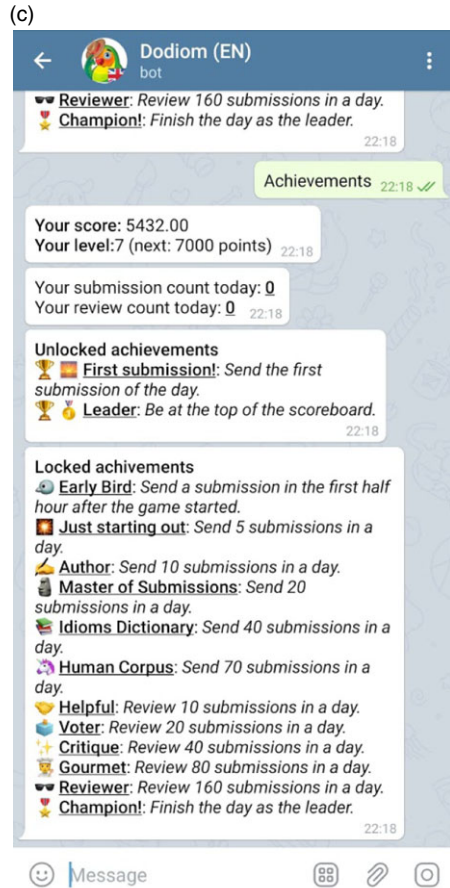 (c)
Dodiom (EN)
bot
Reviewer: Review 160 submissions in a day.
Champion!: Finish the day as the leader.
22:18
Achievements 22:18
Your score: 5432.00
Your level:7 (next: 7000 points) 22:18
Your submission count today: 0
Your review count today: 0 22:18
Unlocked achievements
First submission!: Send the first
submission of the day.
Leader: Be at the top of the scoreboard.
22:18
Locked achivements
Early Bird: Send a submission in the first half
hour after the game started.
Just starting out: Send 5 submissions in a
day.
Author: Send 10 submissions in a day.
Master of Submissions: Send 20
submissions in a day.
Idioms Dictionary: Send 40 submissions in a
day.
Human Corpus: Send 70 submissions in a
day.
Helpful: Review 10 submissions in a day.
Voter: Review 20 submissions in a day.
Critique: Review 40 submissions in a day.
Gourmet: Review 80 submissions in a day.
Reviewer: Review 160 submissions in a day.
Champion!: Finish the day as the leader.
22:18
Message